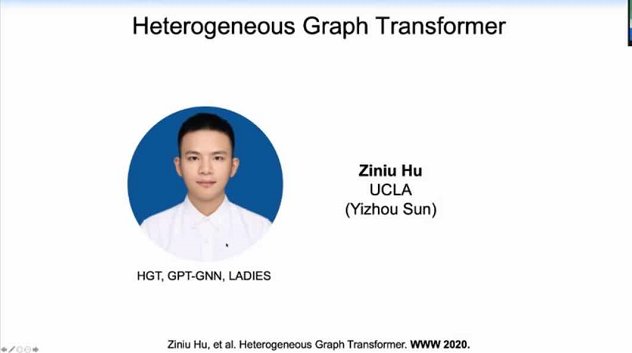 Heterogeneous Graph Transformer
Ziniu Hu
UCLA
(Yizhou Sun)
HGT, GPT-GNN, LADIES
Ziniu Hu, et al. Heterogeneous Graph Transformer. WWW 2020.